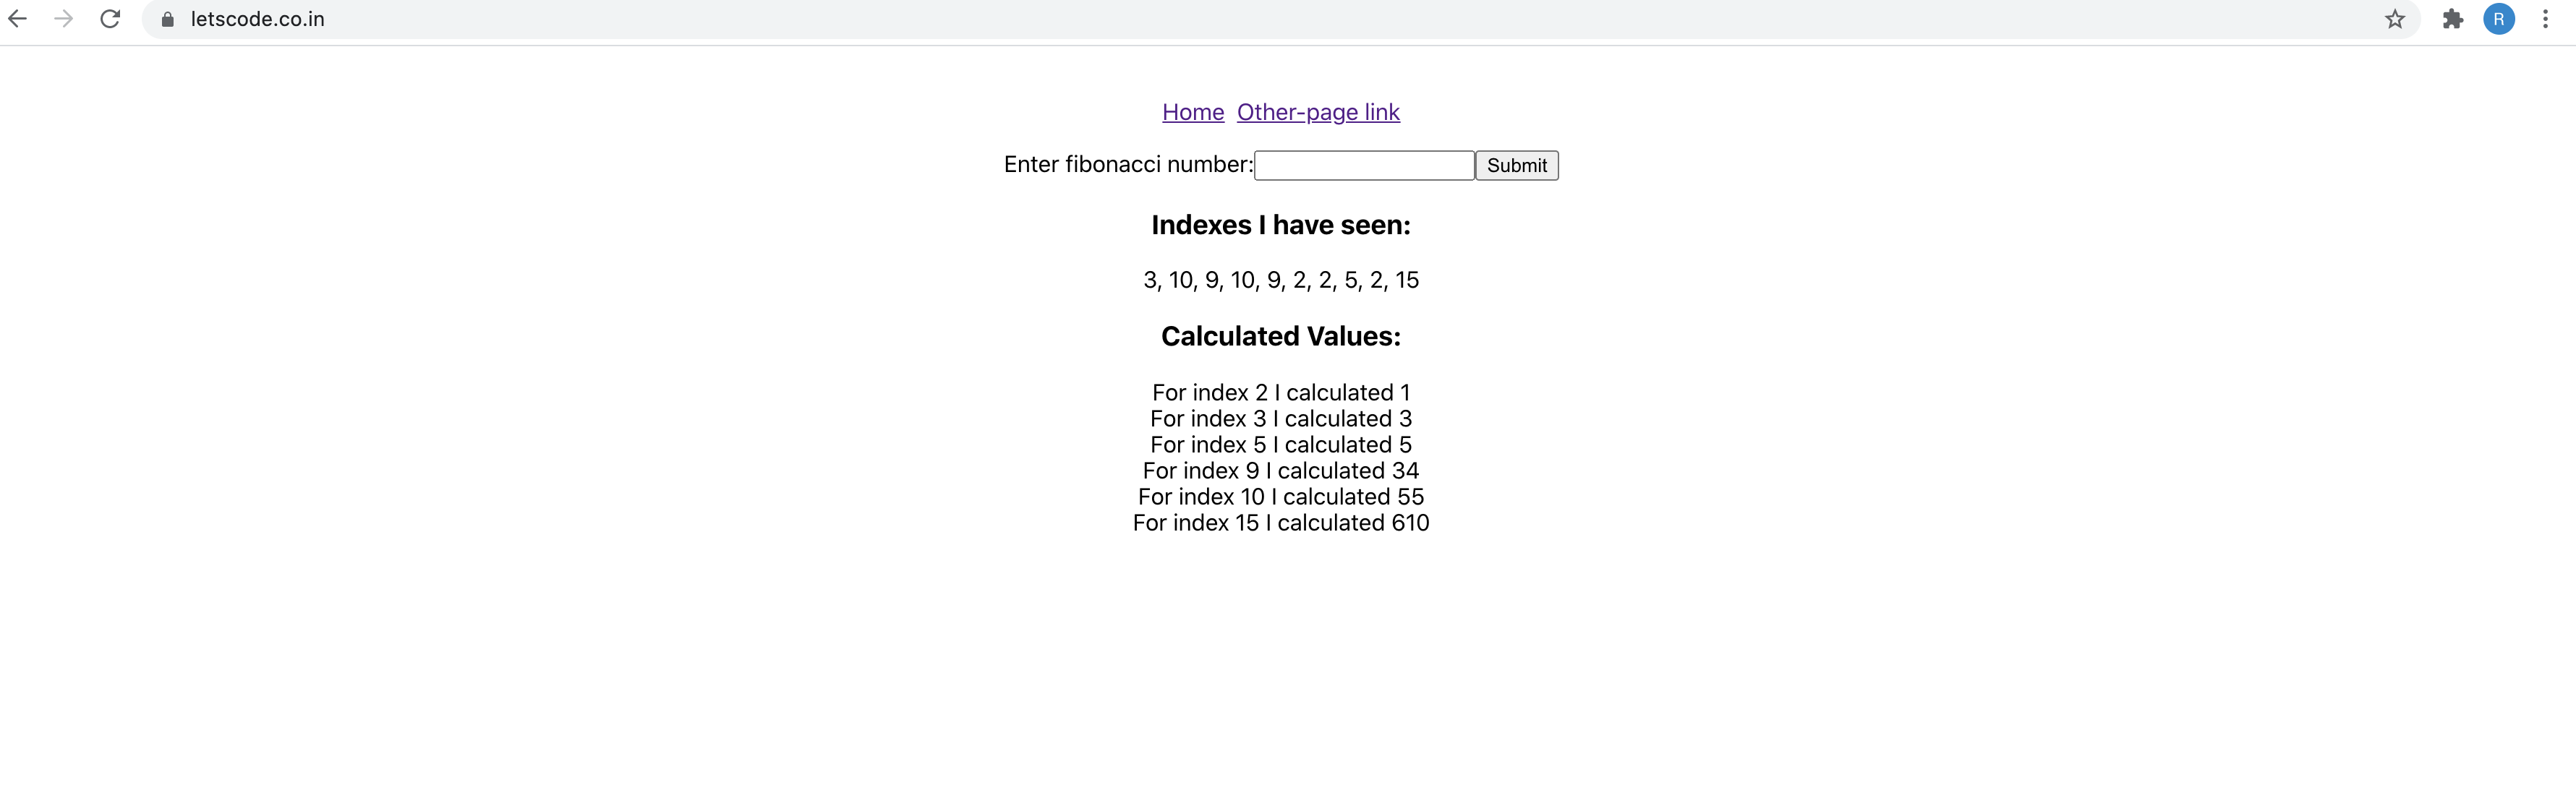 letscode.co.in
R
Home Other-page link
Enter fibonacci number: Submit
Indexes I have seen:
3, 10, 9, 10, 9, 2, 2, 5, 2, 15
Calculated Values:
For index 2 I calculated 1
For index 3 I calculated 3
For index 5 I calculated 5
For index 9 I calculated 34
For index 10 I calculated 55
For index 15 I calculated 610